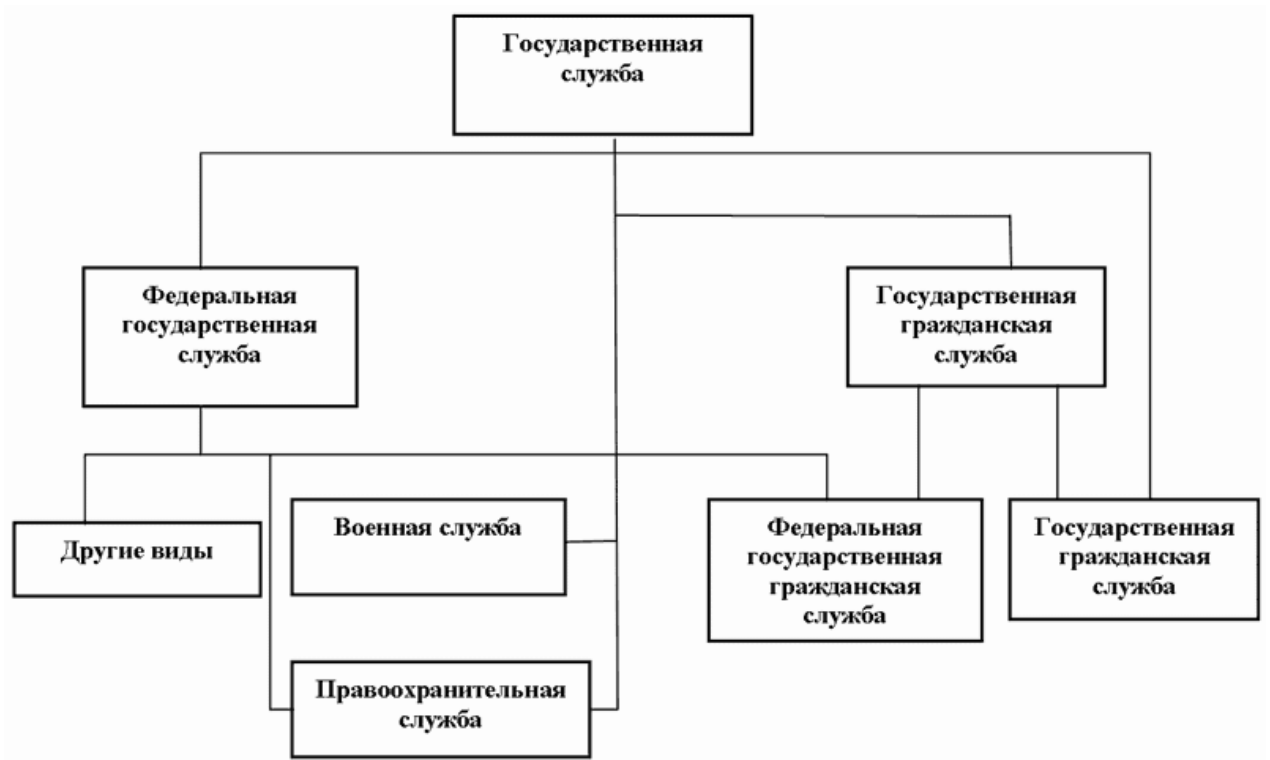 Государственная
служба
Федеральная
государственная
служба
Государственная
гражданская
служба
Другие виды
Военная служба
Федеральная
государственная
гражданская
служба
Государственная
гражданская
служба
Правоохранительная
служба